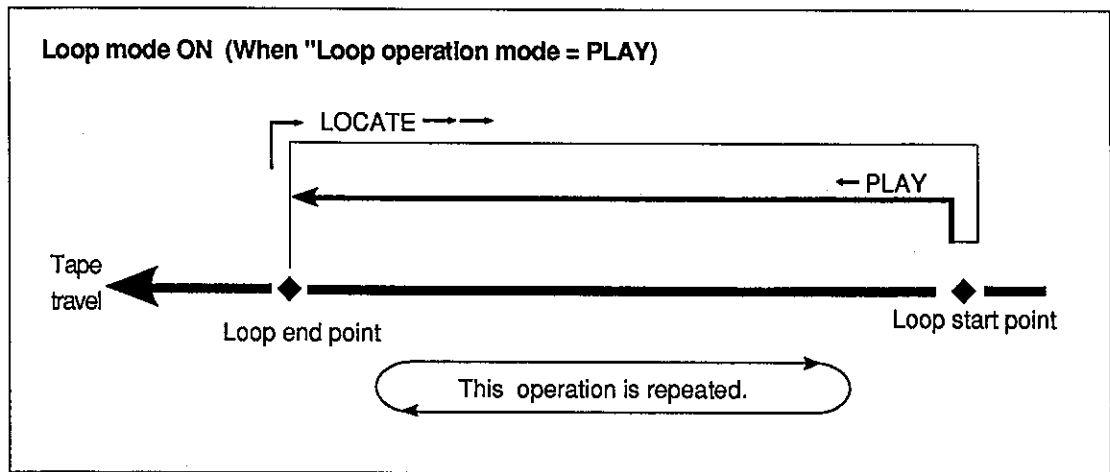 Loop mode ON (When "Loop operation mode = PLAY)
LOCATE
PLAY
Tape
travel
Loop end point
Loop start point
This operation is repeated.